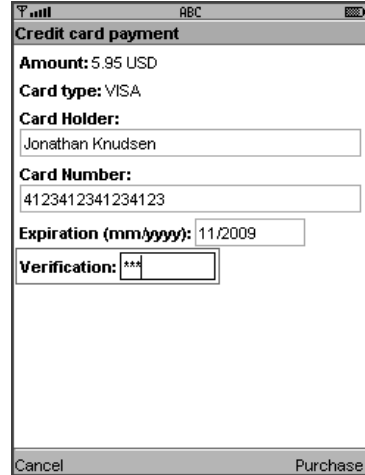 ABC
Credit card payment
Amount: 5.95 USD
Card type: VISA
Card Holder:
Jonathan Knudsen
Card Number:
4123412341234123
Expiration (mm/yyyy): 11/2009
Verification: ***
Cancel Purchase